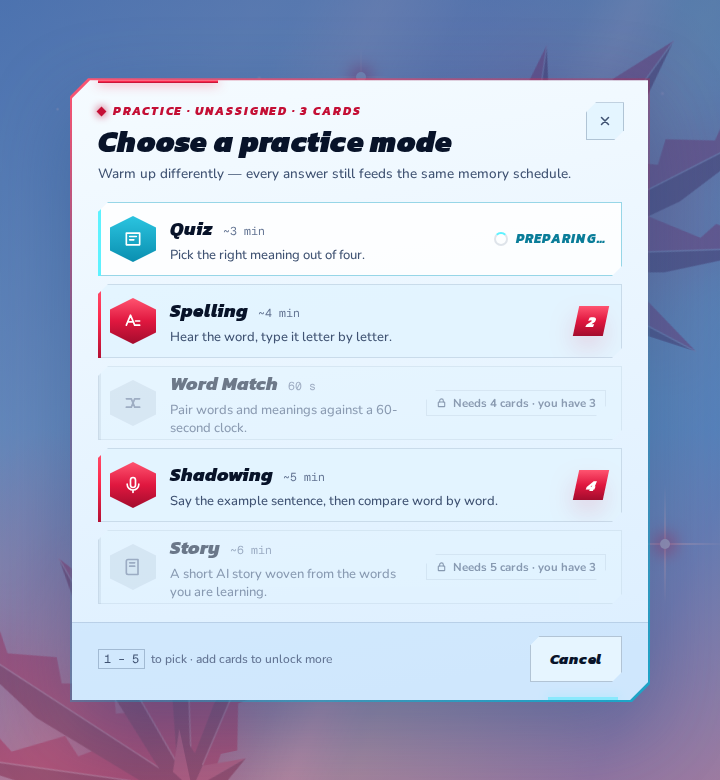 PRACTICE · UNASSIGNED · 3 CARDS
Choose a practice mode
Warm up differently — every answer still feeds the same memory schedule.
Quiz ~3 min
Pick the right meaning out of four.
PREPARING…
Spelling ~4 min
Hear the word, type it letter by letter.
2
Word Match 60 s
Pair words and meanings against a 60-
second clock.
Needs 4 cards · you have 3
Shadowing ~5 min
Say the example sentence, then compare word by word.
4
Story ~6 min
A short AI story woven from the words
you are learning.
Needs 5 cards · you have 3
1 – 5 to pick · add cards to unlock more
Cancel